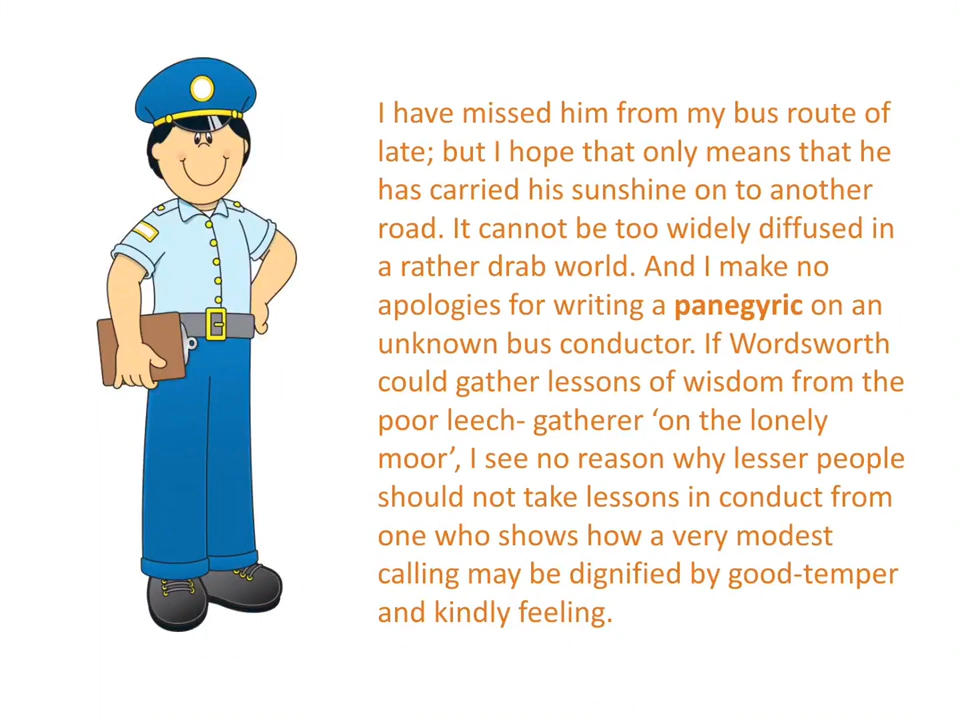 I have missed him from my bus route of
late; but I hope that only means that he
has carried his sunshine on to another
road. It cannot be too widely diffused in
a rather drab world. And I make no
apologies for writing a panegyric on an
unknown bus conductor. If Wordsworth
could gather lessons of wisdom from the
poor leech- gatherer ‘on the lonely
moor’, I see no reason why lesser people
should not take lessons in conduct from
one who shows how a very modest
calling may be dignified by good-temper
and kindly feeling.